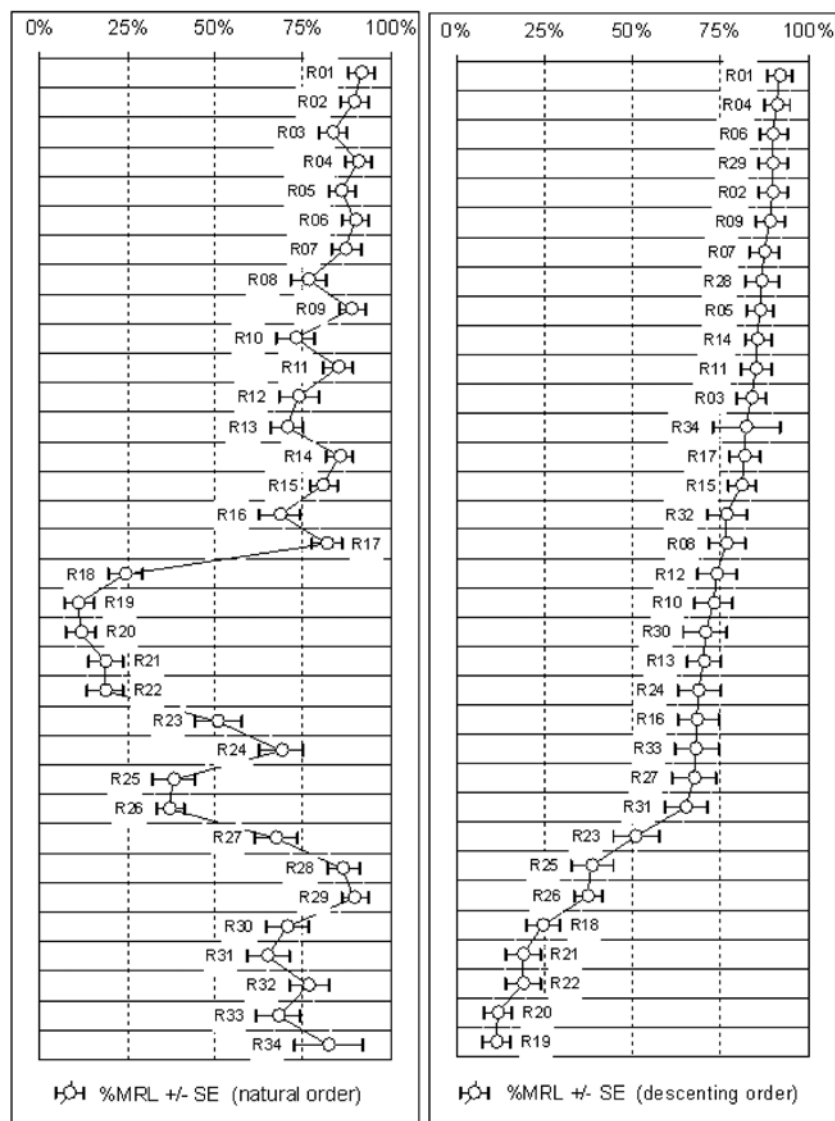 0% 25% 50% 75% 100%
R01
R02
R03
R04
R05
R06
R07
R08
R09
R10
R11
R12
R13
R14
R15
R16
R17
R18
R19
R20
R21
R22
R23
R24
R25
R26
R27
R28
R29
R30
R31
R32
R33
R34
%MRL +/- SE (natural order)
0% 25% 50% 75% 100%
R01
R04
R06
R29
R02
R09
R07
R28
R05
R14
R11
R03
R34
R17
R15
R32
R08
R12
R10
R30
R13
R24
R16
R33
R27
R31
R23
R25
R26
R18
R21
R22
R20
R19
%MRL +/- SE (descenting order)